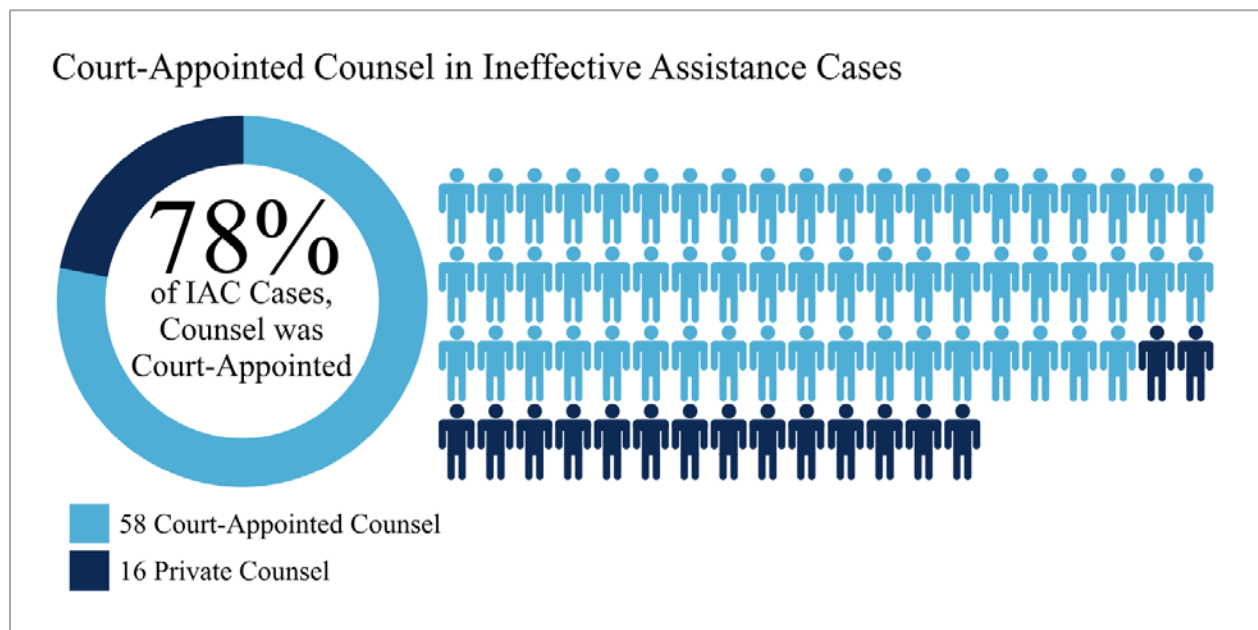 Court-Appointed Counsel in Ineffective Assistance Cases
78%
of IAC Cases,
Counsel was
Court-Appointed
58 Court-Appointed Counsel
16 Private Counsel